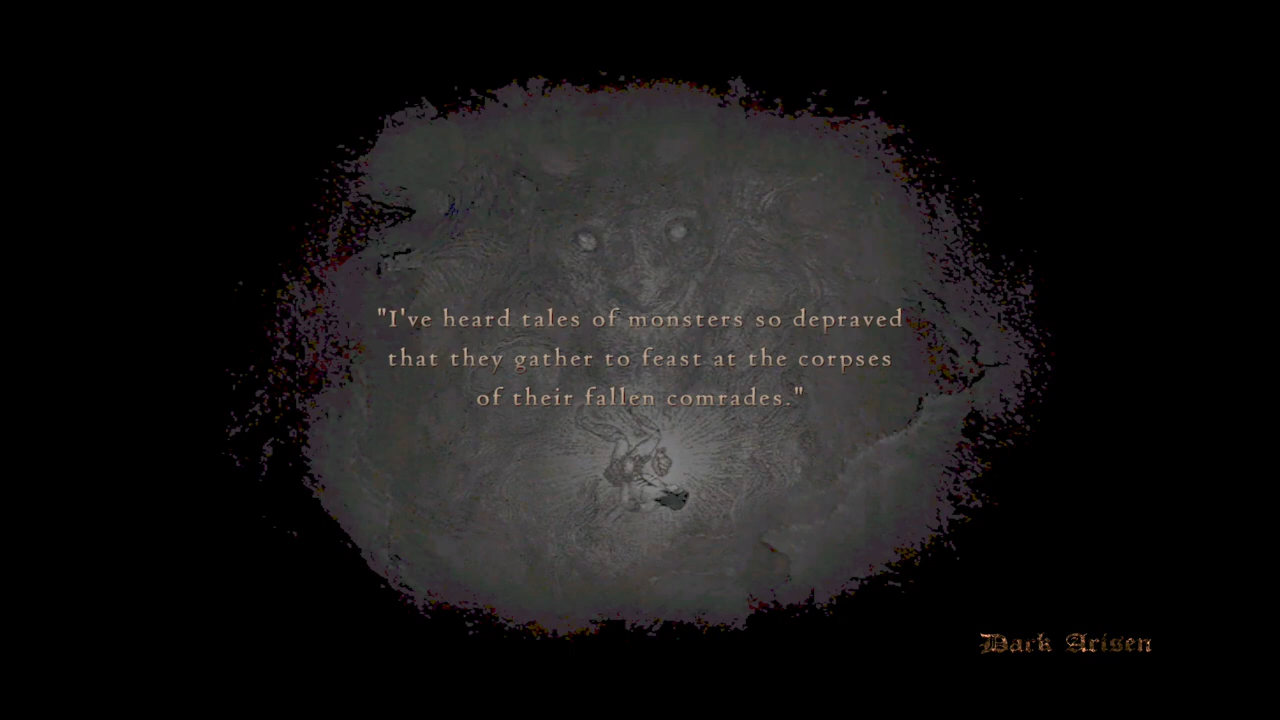 "I've heard tales of monsters so depraved
that they gather to feast at the corpses
of their fallen comrades."
Dark Arisen